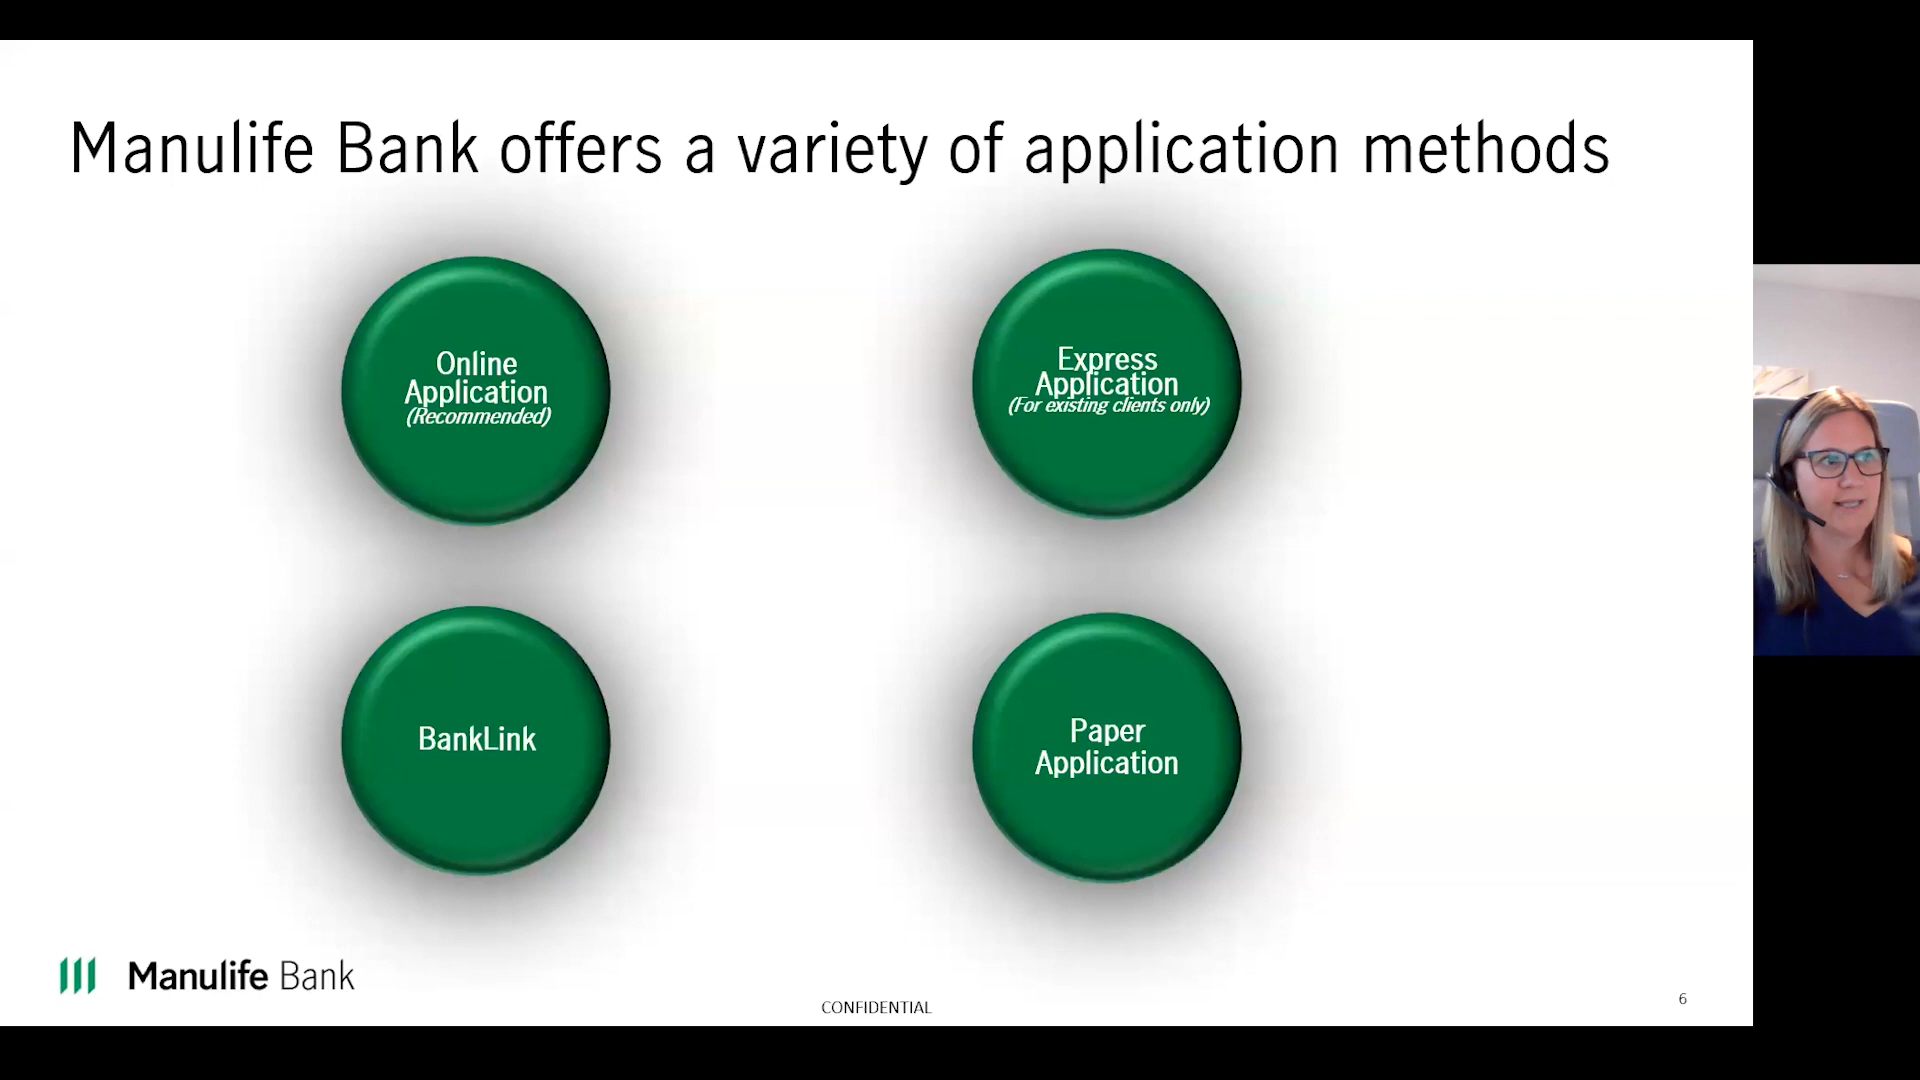 Manulife Bank offers a variety of application methods
Online
Application
(Recommended)
Express
Application
(For existing clients only)
BankLink
Paper
Application
Manulife Bank
CONFIDENTIAL
6